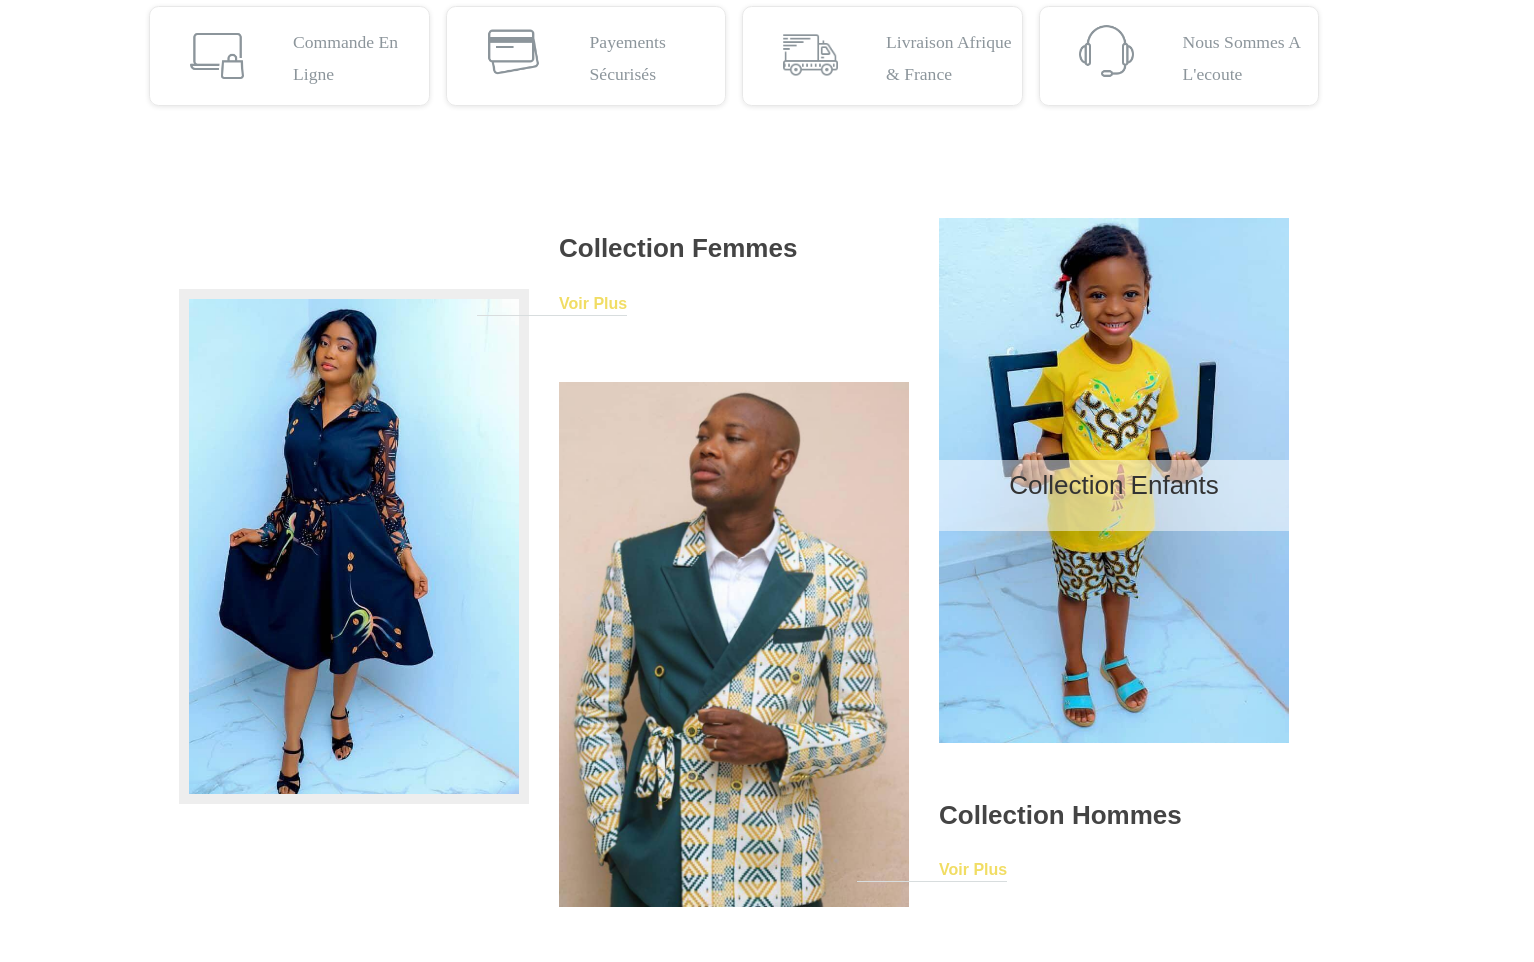 Commande En
Ligne
Payements
Sécurisés
Livraison Afrique
& France
Nous Sommes A
L'ecoute
Collection Femmes
Voir Plus
E J
Collection Enfants
Collection Hommes
Voir Plus